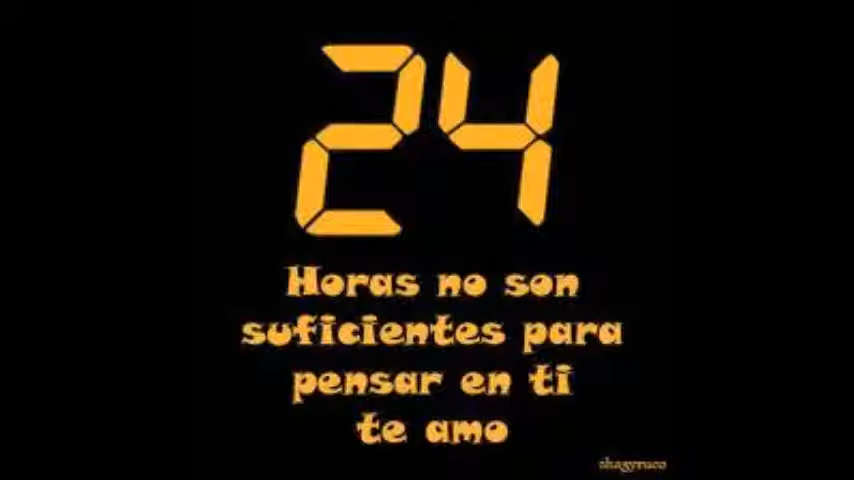 24
Horas no son
suficientes para
pensar en ti
te amo